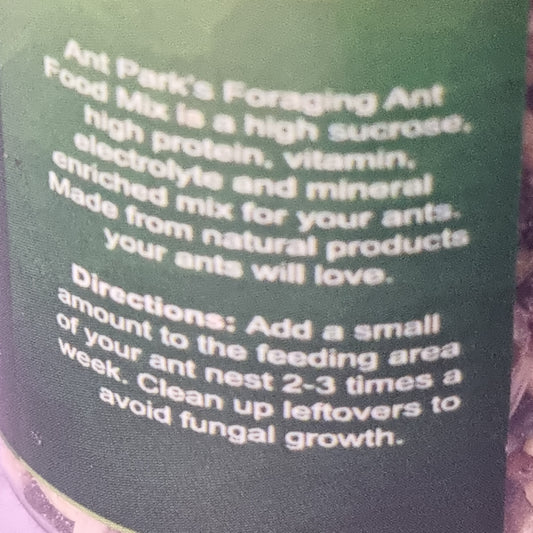 Ant Park's Foraging Ant
Food Mix is a high sucrose,
high protein, vitamin,
electrolyte and mineral
enriched mix for your ants.
Made from natural products
your ants will love.
Directions: Add a small
amount to the feeding area
of your ant nest 2-3 times a
week. Clean up leftovers to
avoid fungal growth.